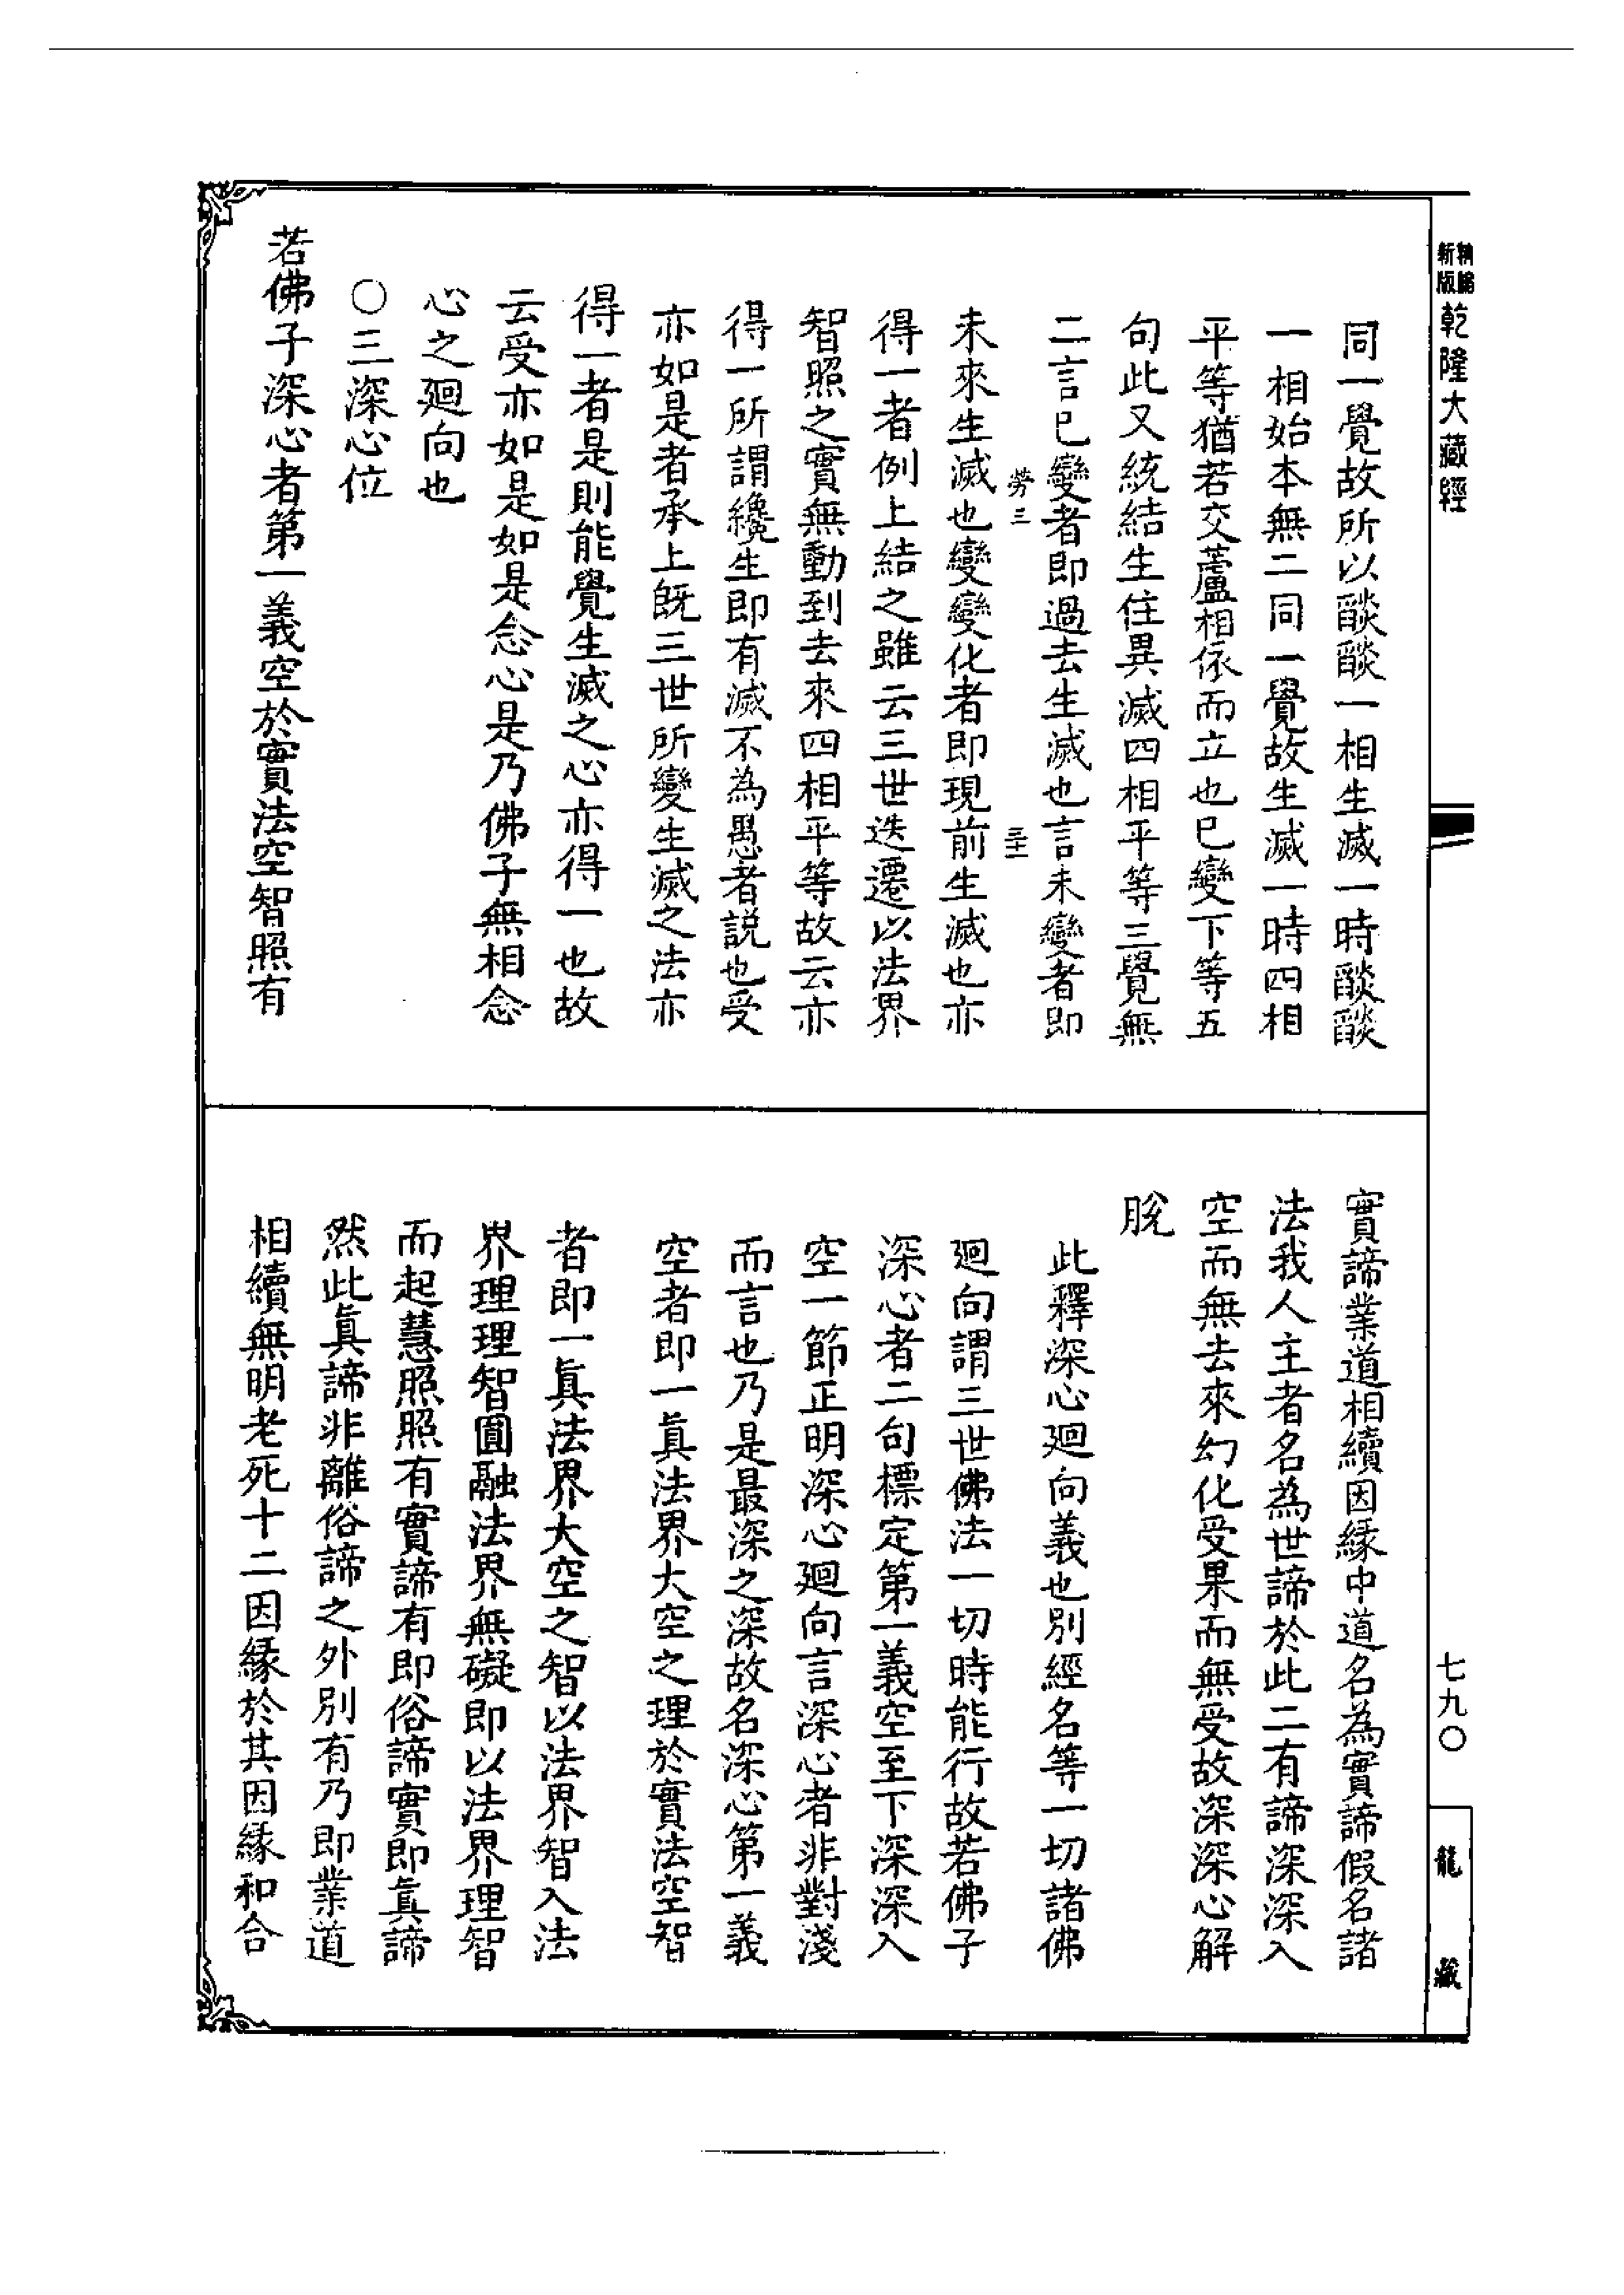 精編新版乾隆大藏經
同一覺故所以燄燄一相生滅一時燄燄
一相始本無二同一覺故生滅一時四相
平等猶若交蘆相依而立也已變下等五
句此又統結生住異滅四相平等三覺無
二言已變者即過去生滅也言未變者即
勞三
三十一
未來生滅也變變化者即現前生滅也亦
得一者例上結之雖云三世迭遷以法界
智照之實無動到去來四相平等故云亦
得一所謂纔生即有滅不為愚者説也受
亦如是者承上既三世所變生滅之法亦
得一者是則能覺生滅之心亦得一也故
云受亦如是如是念心是乃佛子無相念
心之廻向也
○三深心位
若佛子深心者第一義空於實法空智照有
實諦業道相續因緣中道名為實諦假名諸
法我人主者名為世諦於此二有諦深深入
空而無去來幻化受果而無受故深深心解
脫
此釋深心廻向義也別經名等一切諸佛
廻向謂三世佛法一切時能行故若佛子
深心者二句標定第一義空至下深深入
空一節正明深心廻向言深心者非對淺
而言也乃是最深之深故名深心第一義
空者即一眞法界大空之理於實法空智
者即一眞法界大空之智以法界智入法
界理理智圓融法界無礙即以法界理智
而起慧照照有實諦有即俗諦實即眞諦
然此眞諦非離俗諦之外別有乃即業道
相續無明老死十二因緣於其因緣和合
七九〇
龍藏